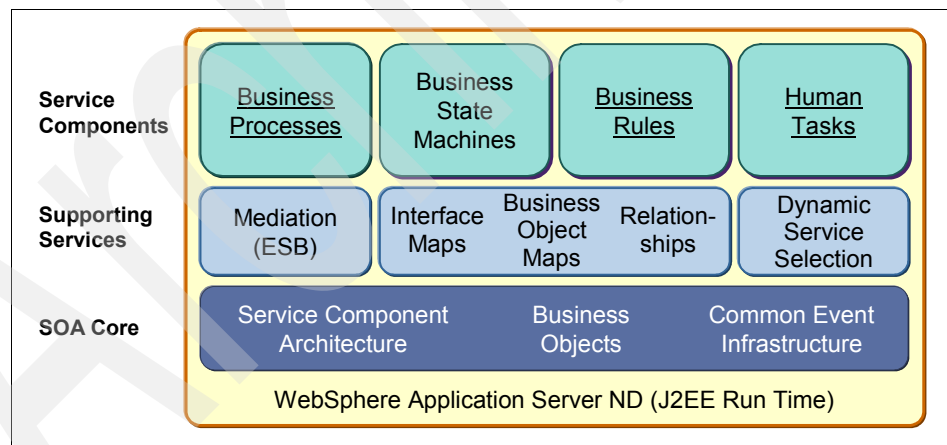 Service
Components
Business
Processes
Business
State
Machines
Business
Rules
Human
Tasks
Supporting
Services
Mediation
(ESB)
Interface
Maps
Business
Object
Maps
Relation-
ships
Dynamic
Service
Selection
SOA Core
Service Component
Architecture
Business
Objects
Common Event
Infrastructure
WebSphere Application Server ND (J2EE Run Time)